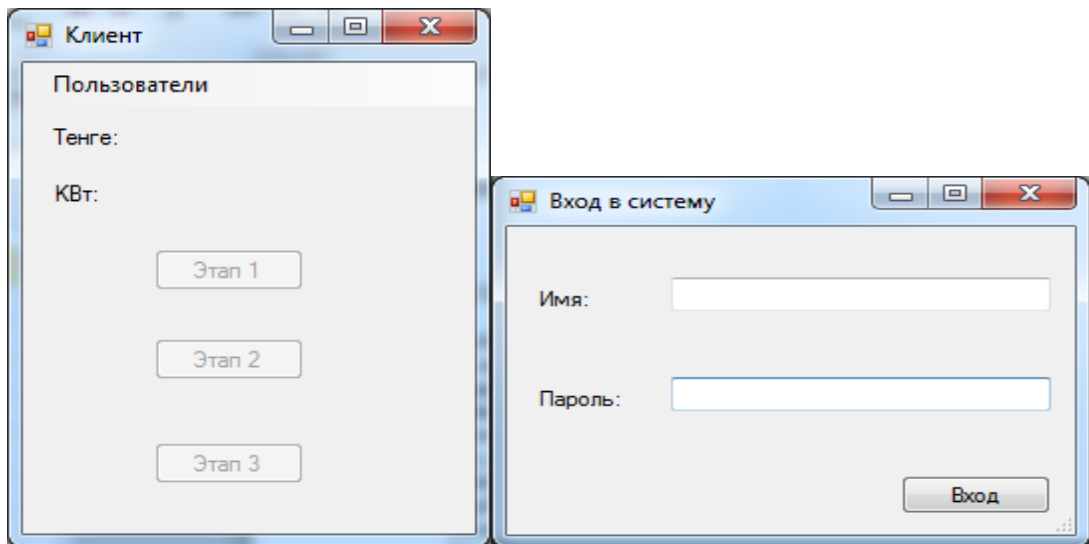 Клиент
Пользователи
Тенге:
КВт:
Этап 1
Этап 2
Этап 3
Вход в систему
Имя:
Пароль:
Вход